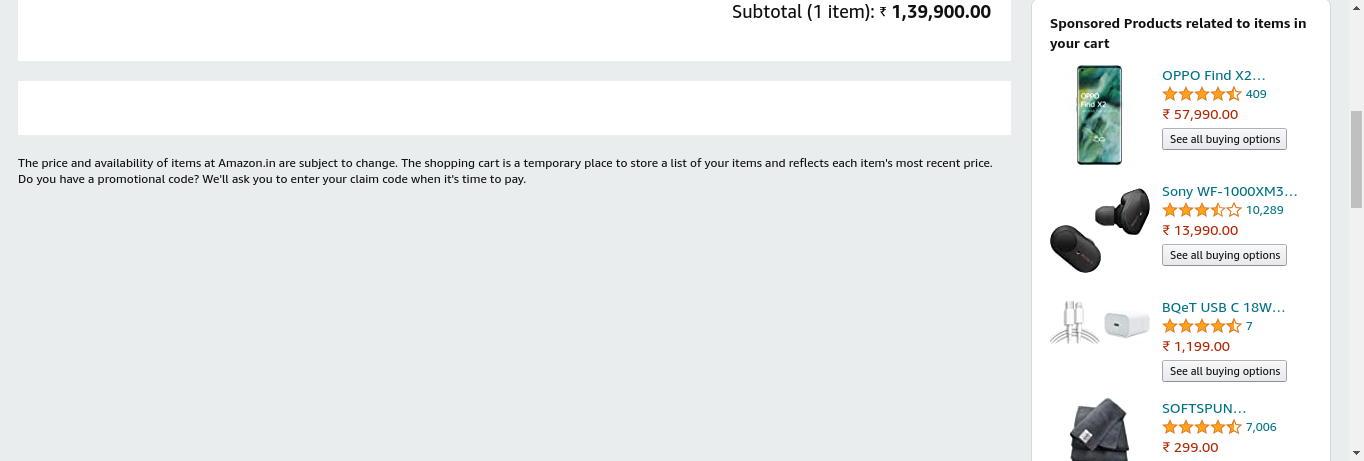 Subtotal (1 item): ₹ 1,39,900.00
The price and availability of items at Amazon.in are subject to change. The shopping cart is a temporary place to store a list of your items and reflects each item's most recent price.
Do you have a promotional code? We'll ask you to enter your claim code when it's time to pay.
Sponsored Products related to items in
your cart
OPPO
Find X2
OPPO Find X2…
409
₹ 57,990.00
See all buying options
Sony WF-1000XM3…
10,289
₹ 13,990.00
See all buying options
BQeT USB C 18W…
7
₹ 1,199.00
See all buying options
SOFTSPUN…
7,006
₹ 299.00